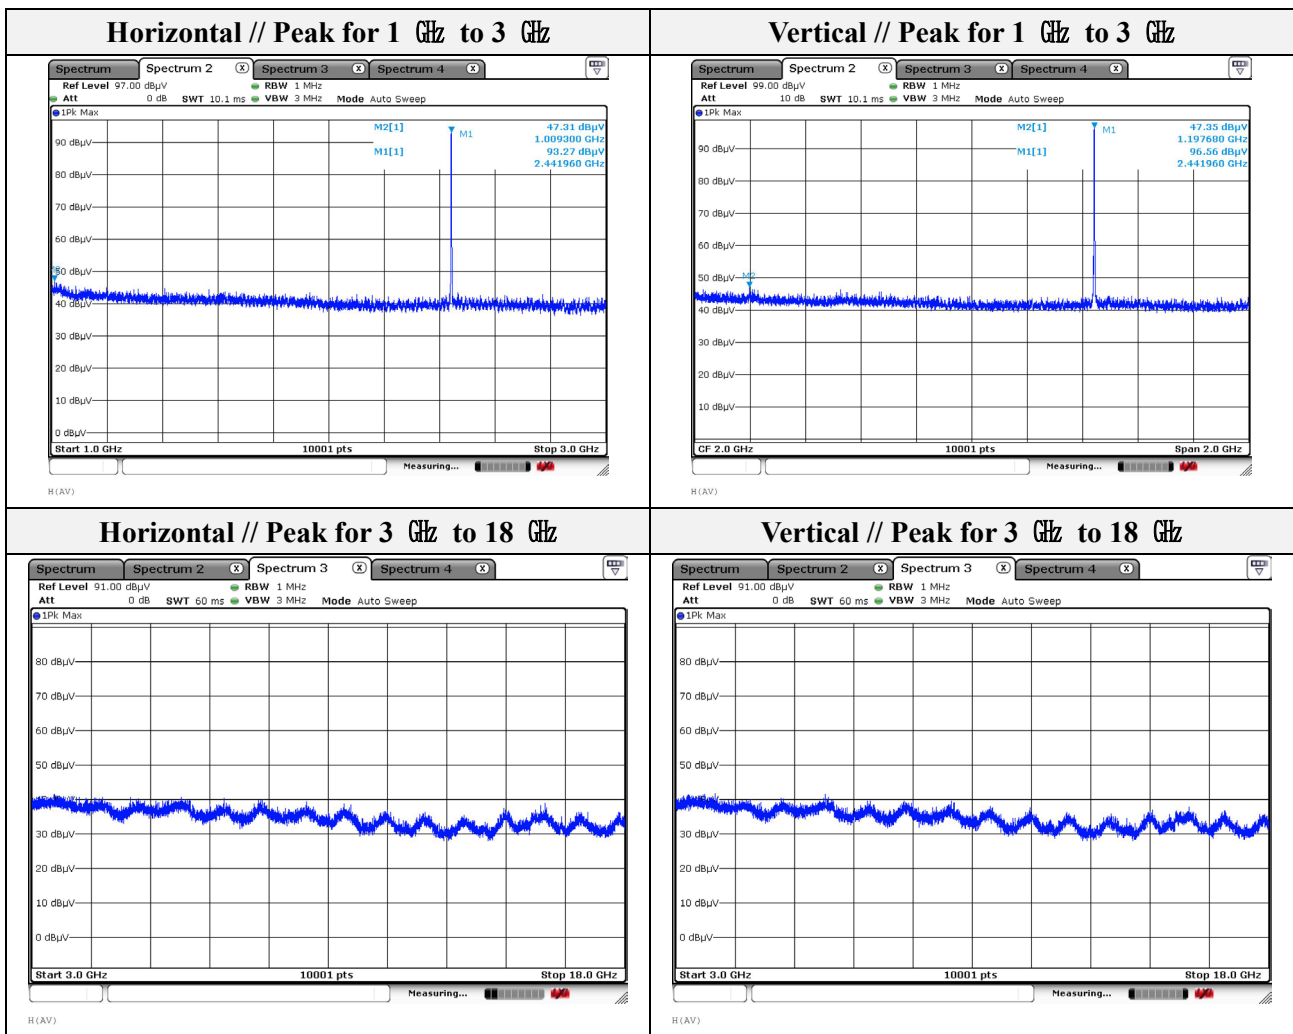 Horizontal // Peak for 1 ㎓ to 3 ㎓
Spectrum Spectrum 2 X Spectrum 3 X Spectrum 4 X
Ref Level 97.00 dBµV RBW 1 MHz
Att 0 dB SWT 10.1 ms VBW 3 MHz Mode Auto Sweep
1Pk Max
M2[1] 47.31 dBµV
1.009300 GHz
M1[1] 93.27 dBµV
2.441960 GHz
M1
90 dBµV
80 dBµV
70 dBµV
60 dBµV
50 dBµV
40 dBµV
30 dBµV
20 dBµV
10 dBµV
0 dBµV
Start 1.0 GHz 10001 pts Stop 3.0 GHz
Measuring...
H(AV)
Vertical // Peak for 1 ㎓ to 3 ㎓
Spectrum Spectrum 2 X Spectrum 3 X Spectrum 4 X
Ref Level 99.00 dBµV RBW 1 MHz
Att 10 dB SWT 10.1 ms VBW 3 MHz Mode Auto Sweep
1Pk Max
M2[1] 47.35 dBµV
1.197680 GHz
M1[1] 96.56 dBµV
2.441960 GHz
M1
90 dBµV
80 dBµV
70 dBµV
60 dBµV
50 dBµV
M2
40 dBµV
30 dBµV
20 dBµV
10 dBµV
CF 2.0 GHz 10001 pts Span 2.0 GHz
Measuring...
H(AV)
Horizontal // Peak for 3 ㎓ to 18 ㎓
Spectrum Spectrum 2 X Spectrum 3 X Spectrum 4 X
Ref Level 91.00 dBµV RBW 1 MHz
Att 0 dB SWT 60 ms VBW 3 MHz Mode Auto Sweep
1Pk Max
80 dBµV
70 dBµV
60 dBµV
50 dBµV
30 dBµV
20 dBµV
10 dBµV
0 dBµV
Start 3.0 GHz 10001 pts Stop 18.0 GHz
Measuring...
H(AV)
Vertical // Peak for 3 ㎓ to 18 ㎓
Spectrum Spectrum 2 X Spectrum 3 X Spectrum 4 X
Ref Level 91.00 dBµV RBW 1 MHz
Att 0 dB SWT 60 ms VBW 3 MHz Mode Auto Sweep
1Pk Max
80 dBµV
70 dBµV
60 dBµV
50 dBµV
30 dBµV
20 dBµV
10 dBµV
0 dBµV
Start 3.0 GHz 10001 pts Stop 18.0 GHz
Measuring...
H(AV)